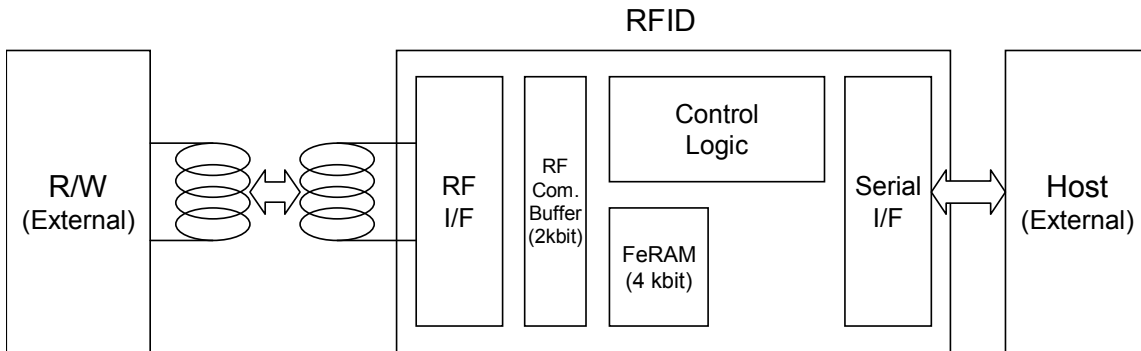 RFID
R/W
(External)
RF
I/F
RF
Com.
Buffer
(2kbit)
Control
Logic
FeRAM
(4 kbit)
Serial
I/F
Host
(External)